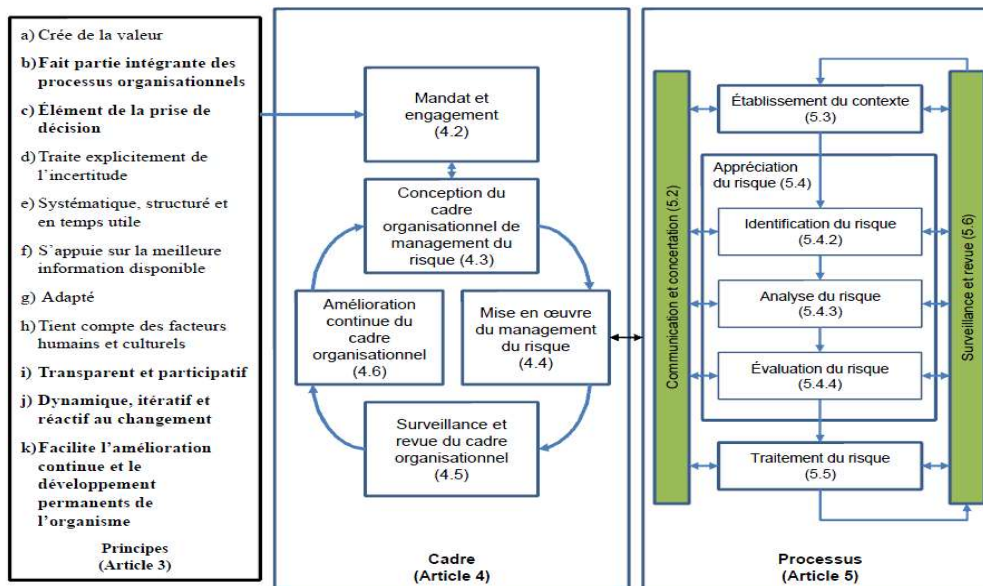 a) Crée de la valeur
b) Fait partie intégrante des
processus organisationnels
c) Élément de la prise de
décision
d) Traite explicitement de
l'incertitude
e) Systématique, structuré et
en temps utile
f) S'appuie sur la meilleure
information disponible
g) Adapté
h) Tient compte des facteurs
humains et culturels
i) Transparent et participatif
j) Dynamique, itératif et
réactif au changement
k) Facilite l'amélioration
continue et le
développement
permanents de
l'organisme
Principes
(Article 3)
Mandat et
engagement
(4.2)
Conception du
cadre
organisationnel de
management du
risque (4.3)
Amélioration
continue du
cadre
organisationnel
(4.6)
Mise en œuvre
du management
du risque
(4.4)
Surveillance et
revue du cadre
organisationnel
(4.5)
Cadre
(Article 4)
Communication et concertation (5.2)
Établissement du contexte
(5.3)
Appréciation
du risque (5.4)
Identification du risque
(5.4.2)
Analyse du risque
(5.4.3)
Évaluation du risque
(5.4.4)
Traitement du risque
(5.5)
Surveillance et revue (5.6)
Processus
(Article 5)